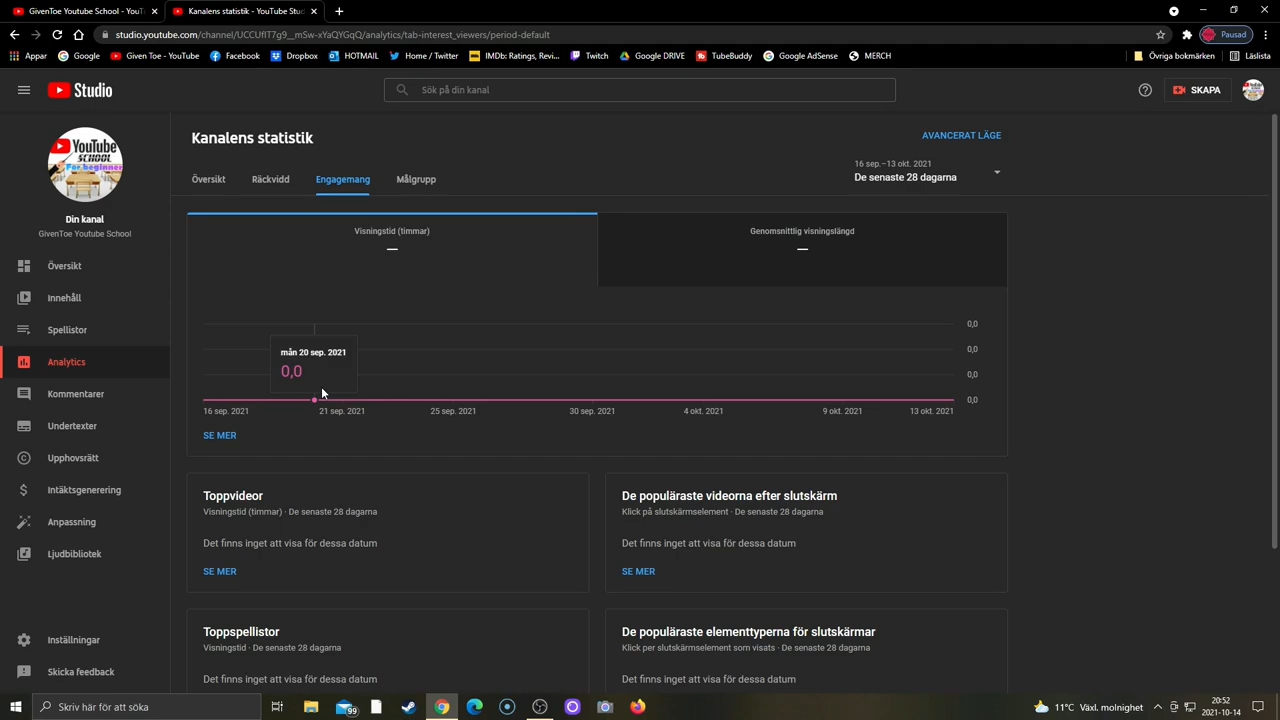 GivenToe Youtube School - YouT
Kanalens statistik - YouTube Stu
studio.youtube.com/channel/UCCUfIT7g9__mSw-xYaQYGqQ/analytics/tab-interest_viewers/period-default
Pausad
Appar
Google
Given Toe - YouTube
Facebook
Dropbox
HOTMAIL
Home / Twitter
IMDb: Ratings, Revi...
Twitch
Google DRIVE
TubeBuddy
Google AdSense
MERCH
Övriga bokmärken
Läslista
Studio
Sök på din kanal
SKAPA
YouTube
SCHOOL
For beginner
Din kanal
GivenToe Youtube School
Översikt
Innehåll
Spellistor
Analytics
Kommentarer
Undertexter
Upphovsrätt
Intäktsgenerering
Anpassning
Ljudbibliotek
Inställningar
Skicka feedback
Kanalens statistik
AVANCERAT LÄGE
Översikt
Räckvidd
Engagemang
Målgrupp
16 sep.–13 okt. 2021
De senaste 28 dagarna
Visningstid (timmar)
—
Genomsnittlig visningslängd
—
0,0
0,0
0,0
0,0
mån 20 sep. 2021
0,0
16 sep. 2021
21 sep. 2021
25 sep. 2021
30 sep. 2021
4 okt. 2021
9 okt. 2021
13 okt. 2021
SE MER
Toppvideor
Visningstid (timmar) · De senaste 28 dagarna
Det finns inget att visa för dessa datum
SE MER
De populäraste videorna efter slutskärm
Klick på slutskärmselement · De senaste 28 dagarna
Det finns inget att visa för dessa datum
SE MER
Toppspellistor
Visningstid · De senaste 28 dagarna
Det finns inget att visa för dessa datum
De populäraste elementtyperna för slutskärmar
Klick per slutskärmselement som visats · De senaste 28 dagarna
Det finns inget att visa för dessa datum
Skriv här för att söka
99
11°C Växl. molnighet
20:52
2021-10-14